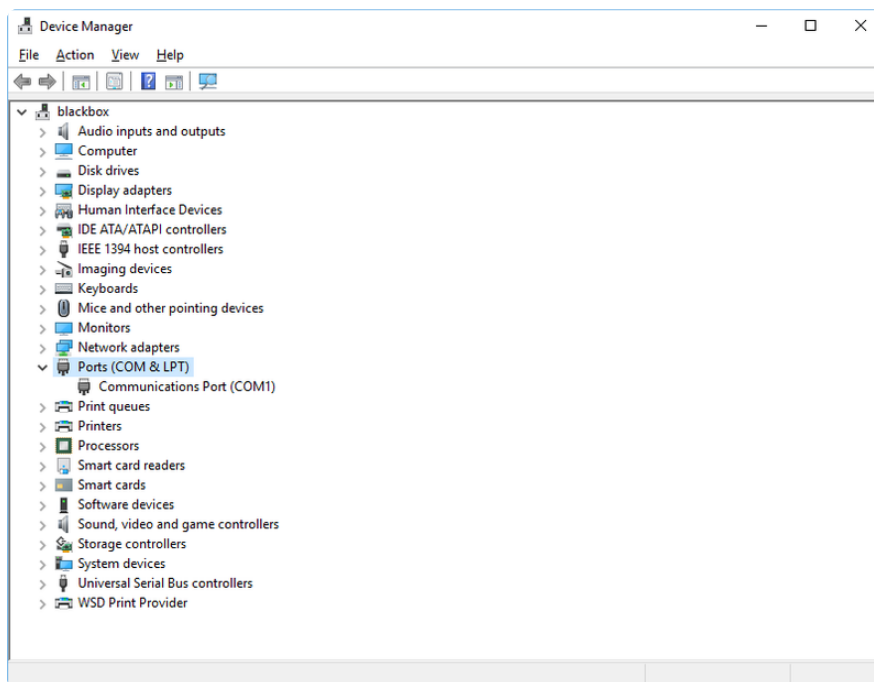 Device Manager
File Action View Help
blackbox
Audio inputs and outputs
Computer
Disk drives
Display adapters
Human Interface Devices
IDE ATA/ATAPI controllers
IEEE 1394 host controllers
Imaging devices
Keyboards
Mice and other pointing devices
Monitors
Network adapters
Ports (COM & LPT)
Communications Port (COM1)
Print queues
Printers
Processors
Smart card readers
Smart cards
Software devices
Sound, video and game controllers
Storage controllers
System devices
Universal Serial Bus controllers
WSD Print Provider